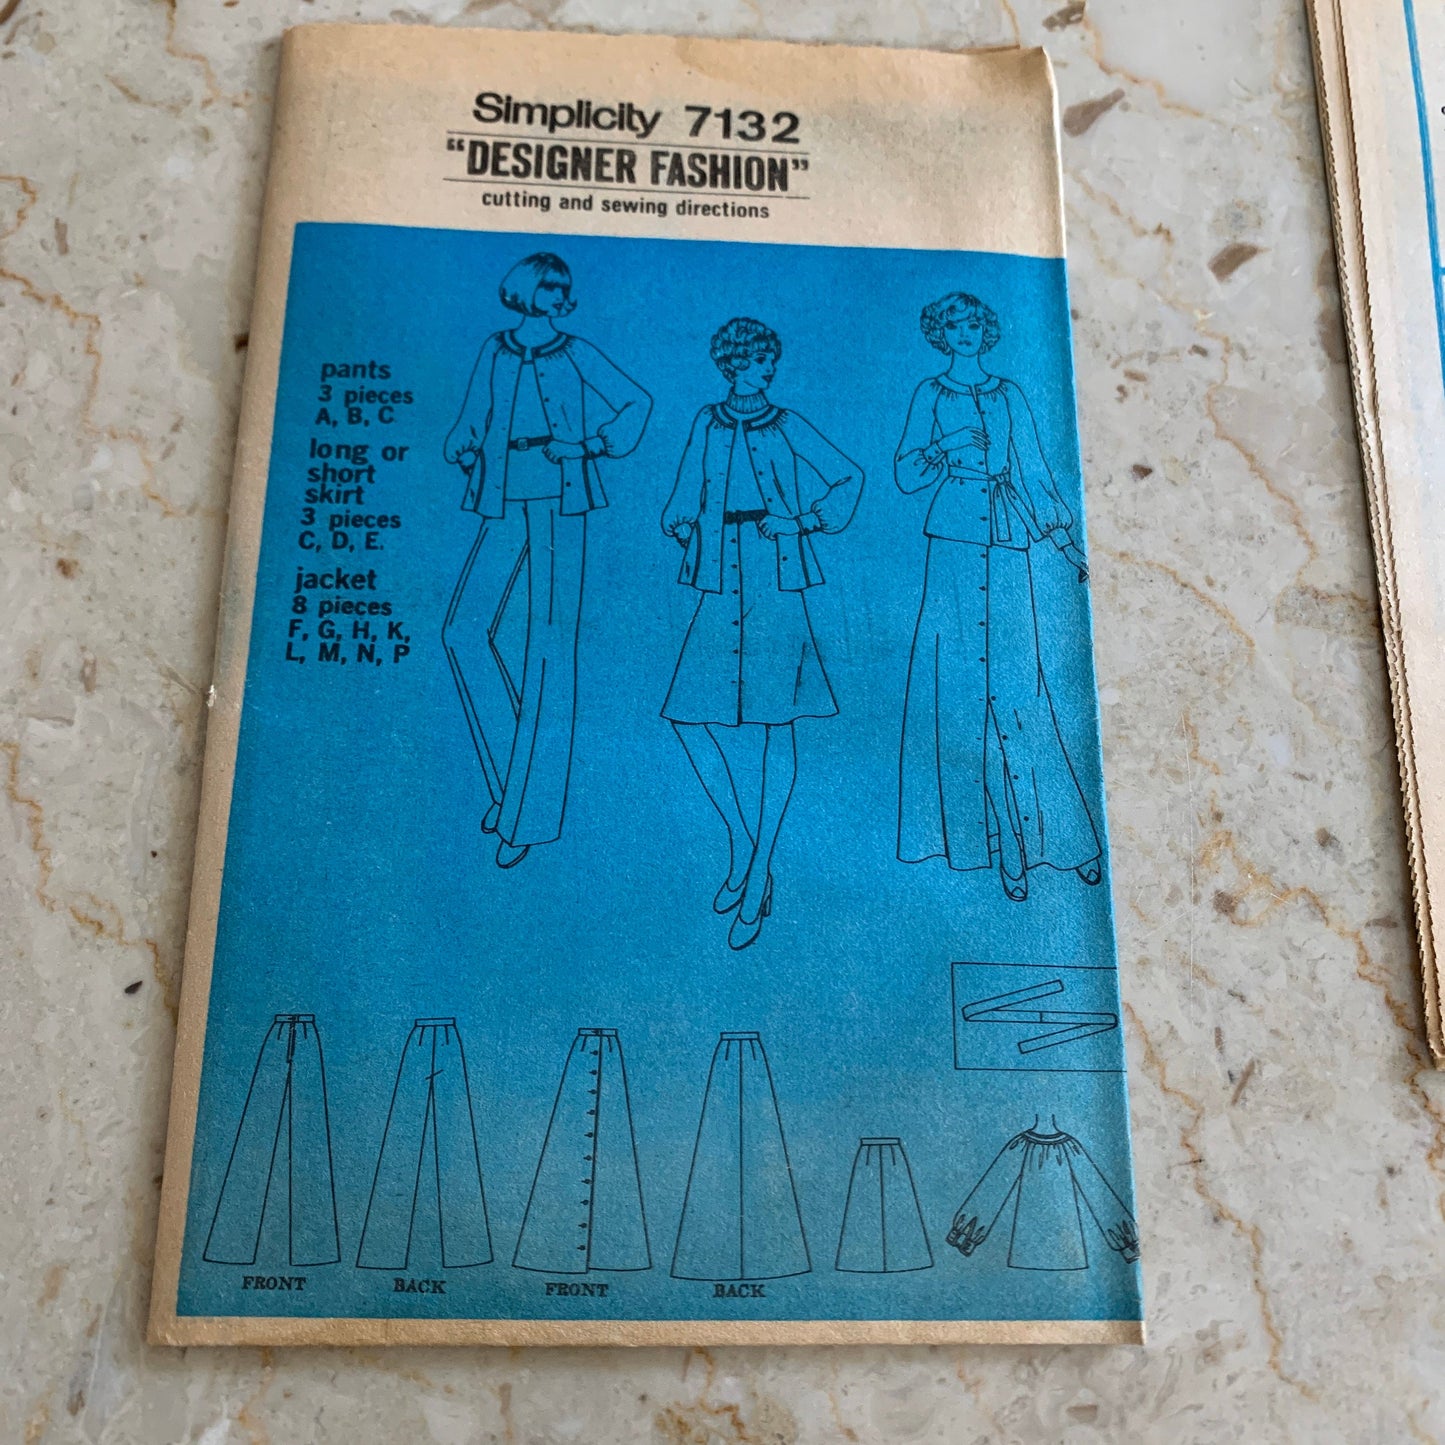 Simplicity 7132
"DESIGNER FASHION"
cutting and sewing directions
pants
3 pieces
A, B, C
long or
short
skirt
3 pieces
C, D, E.
jacket
8 pieces
F, G, H, K,
L, M, N, P
FRONT
BACK
FRONT
BACK